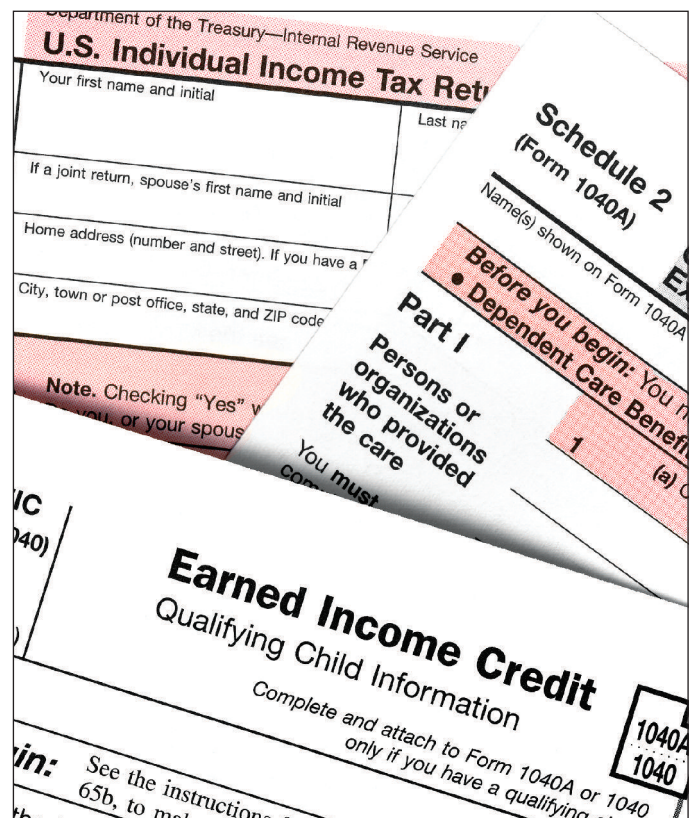 Department of the Treasury—Internal Revenue Service
U.S. Individual Income Tax
Your first name and initial
Last
If a joint return, spouse's first name and initial
Home address (number and street). If you have a
City, town or post office, state, and ZIP code
Note. Checking "Yes"
you, or your
Schedule 2
(Form 1040A)
Name(s) shown on Form 1040A
Before you begin: You
• Dependent Care
Part I
Persons or
organizations
who provided
the care
1
(a)
You must
IC
040)
Earned Income Credit
Qualifying Child Information
Complete and attach to Form 1040A or 1040
only if you have a qualifying
1040A
1040
See the instructions
65b, to